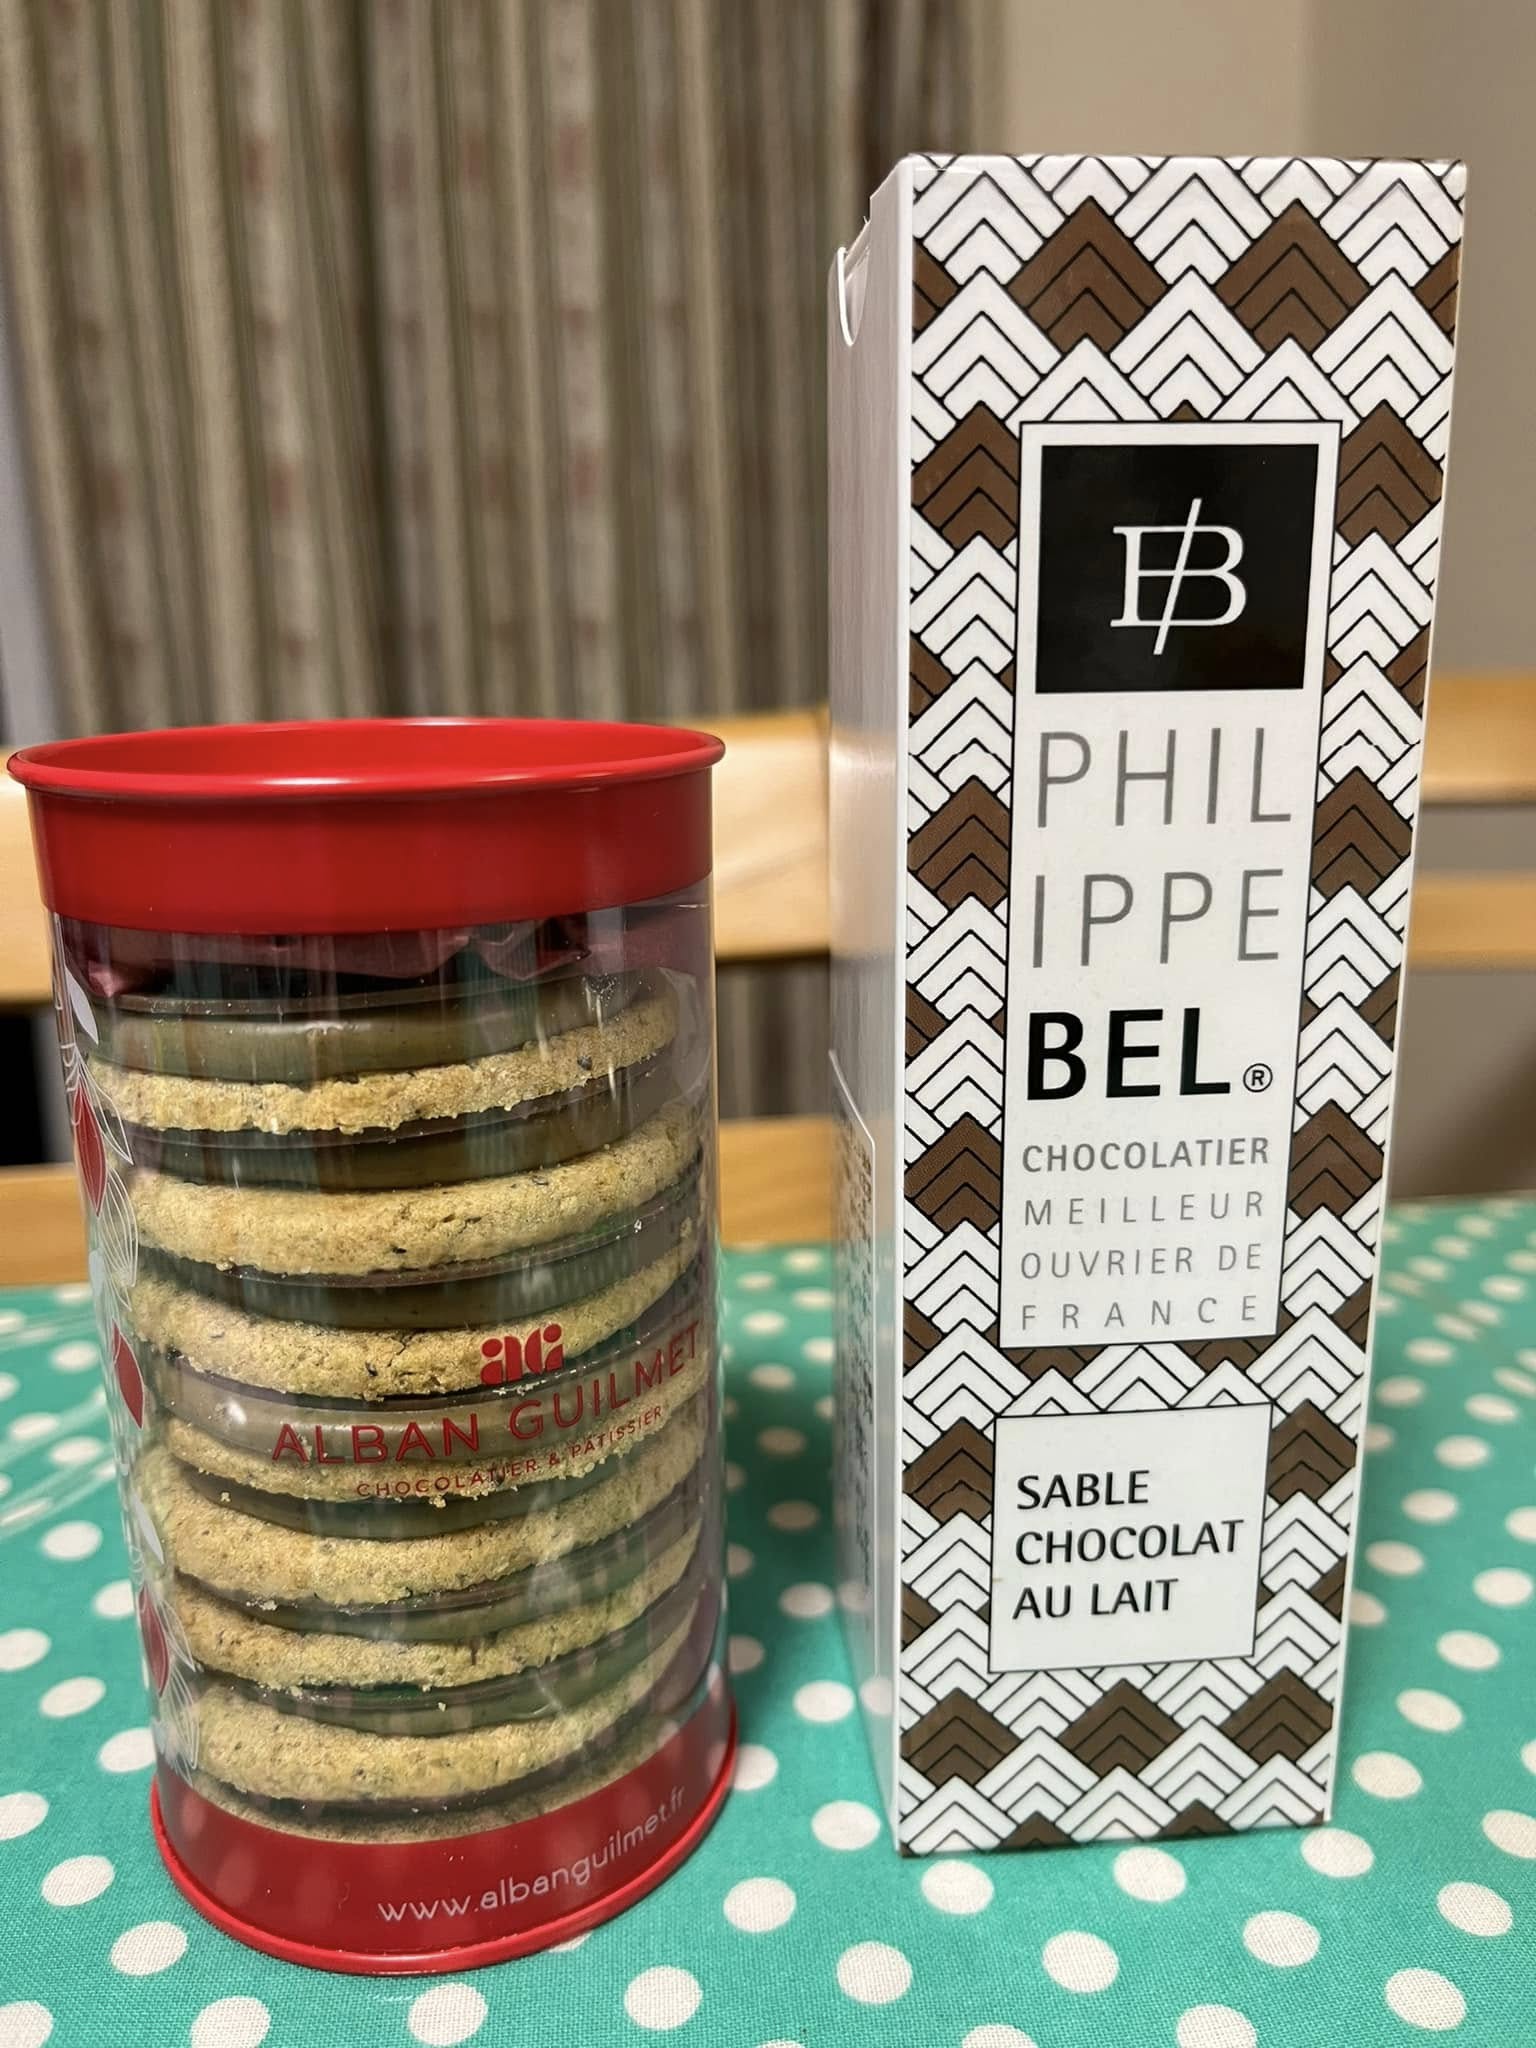 ag
ALBAN GUILMET
CHOCOLATIER & PÂTISSIER
www.albanguilmet.fr
B
PHIL
IPPE
BEL®
CHOCOLATIER
MEILLEUR
OUVRIER DE
FRANCE
SABLE
CHOCOLAT
AU LAIT